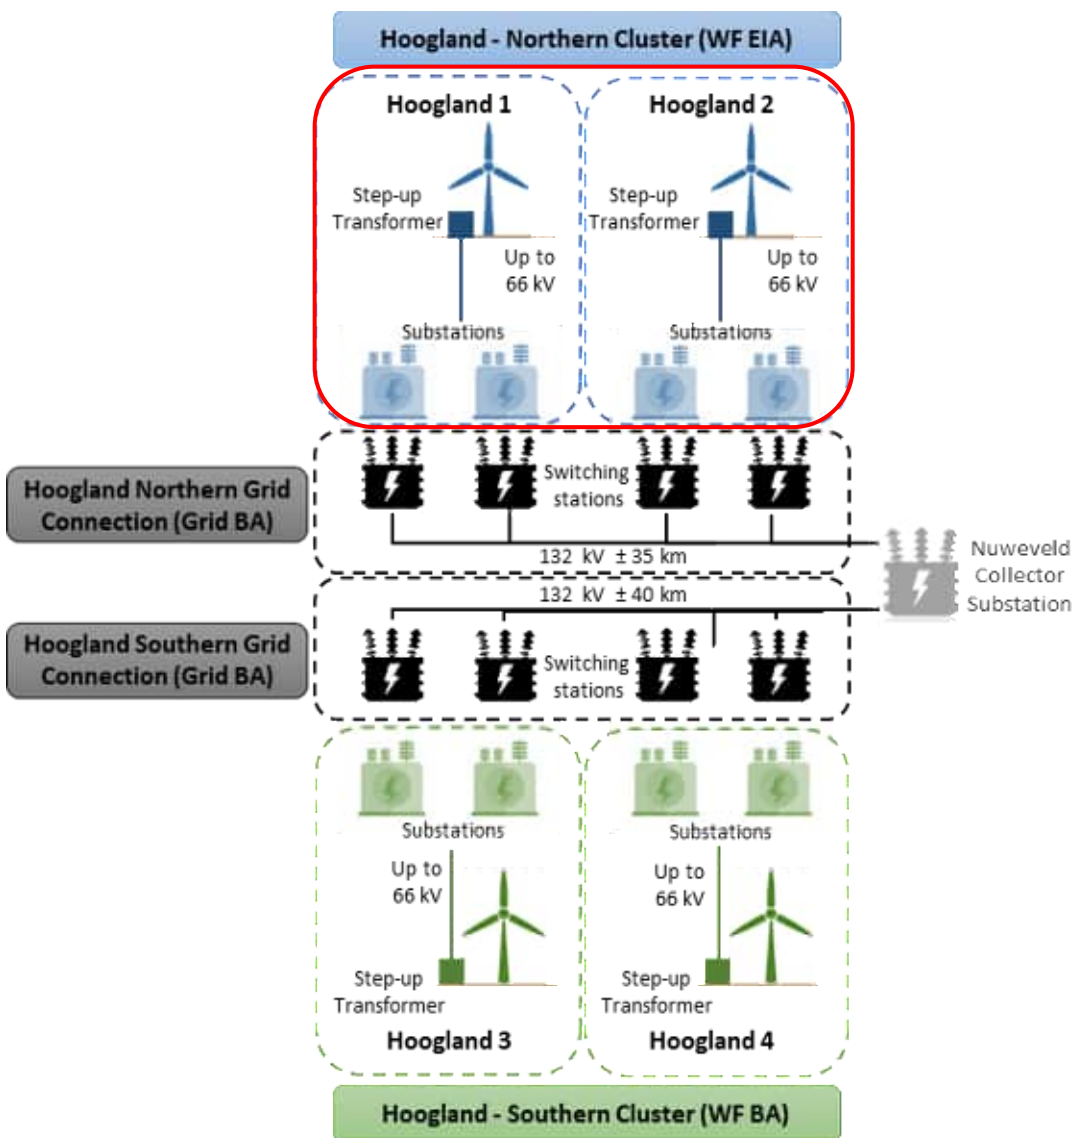 Hoogland - Northern Cluster (WF EIA)
Hoogland 1
Step-up
Transformer
Up to
66 kV
Substations
Hoogland 2
Step-up
Transformer
Up to
66 kV
Substations
Hoogland Northern Grid
Connection (Grid BA)
Switching
stations
132 kV ± 35 km
Nuweveld
Collector
Substation
132 kV ± 40 km
Hoogland Southern Grid
Connection (Grid BA)
Switching
stations
Substations
Up to
66 kV
Step-up
Transformer
Hoogland 3
Substations
Up to
66 kV
Step-up
Transformer
Hoogland 4
Hoogland - Southern Cluster (WF BA)